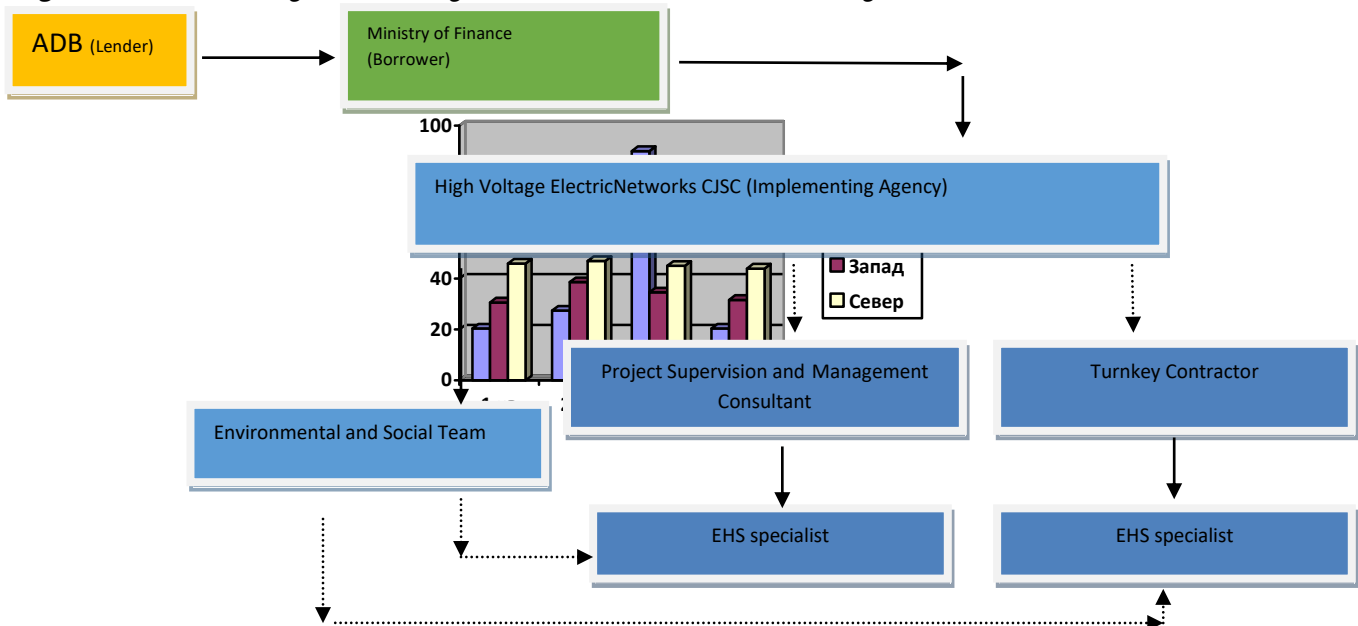 ADB (Lender)
Ministry of Finance
(Borrower)
100
High Voltage ElectricNetworks CJSC (Implementing Agency)
Запад
40
Север
20
Project Supervision and Management
Consultant
Turnkey Contractor
0
Environmental and Social Team
EHS specialist
EHS specialist